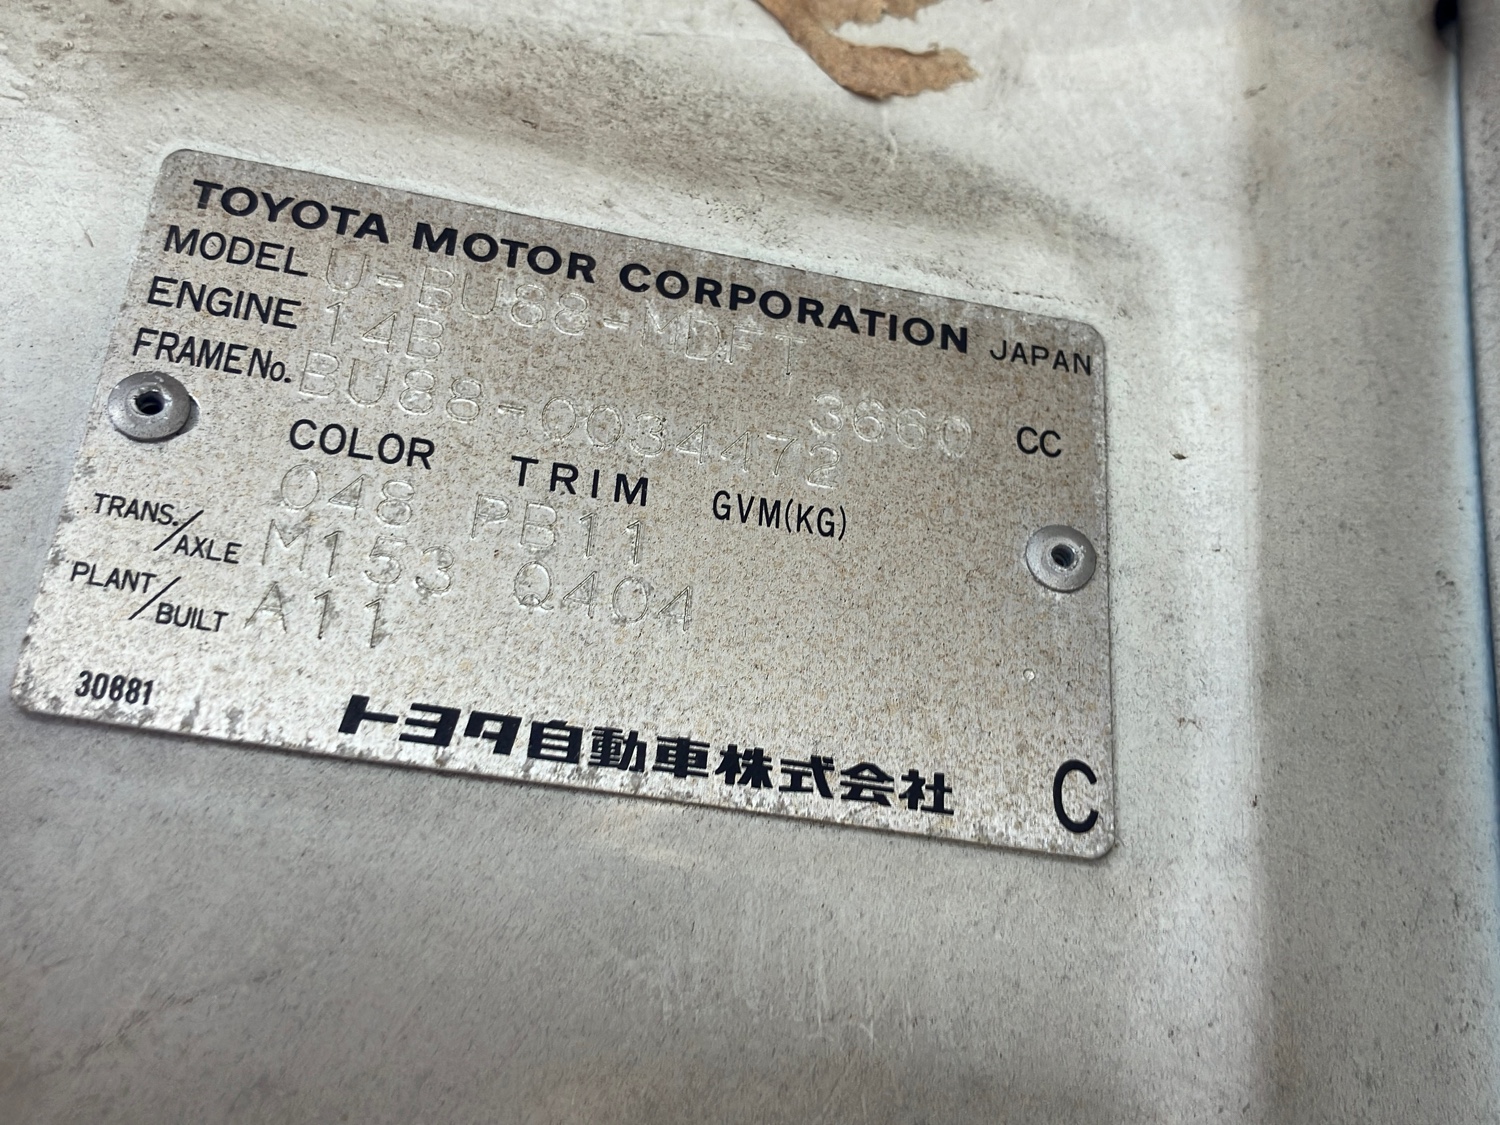 TOYOTA MOTOR CORPORATION JAPAN
MODEL U-BU88-MDFT
ENGINE 14B 3660 CC
FRAME No. BU88-0034472
COLOR TRIM GVM(KG)
048 PB11
TRANS./AXLE M153 Q404
PLANT/BUILT A11
30881
トヨタ自動車株式会社 C